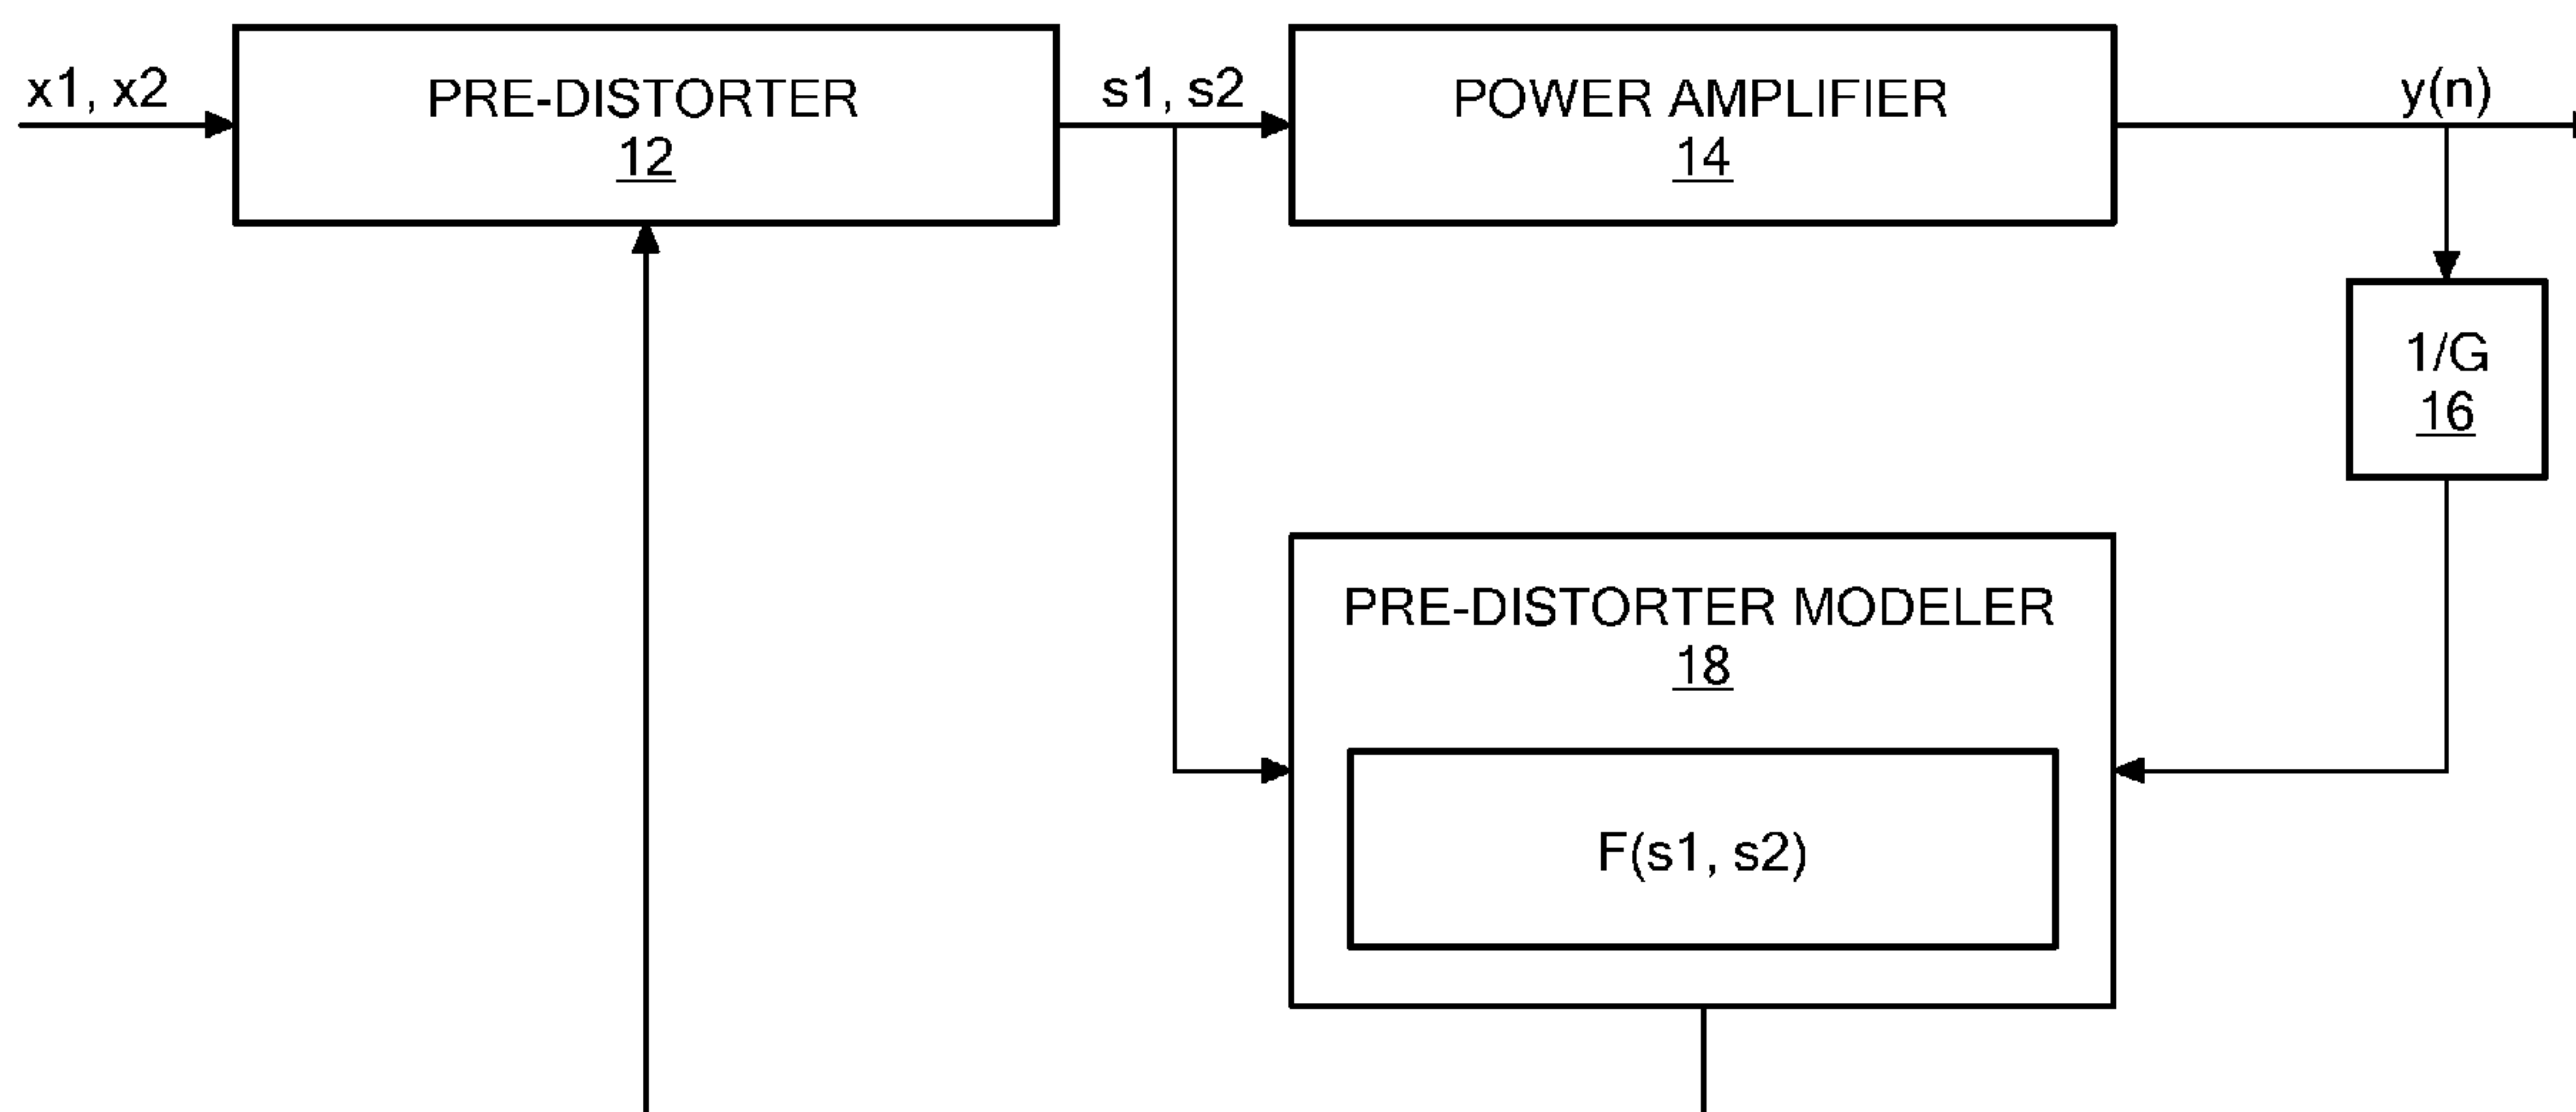 x1, x2
PRE-DISTORTER
12
s1, s2
POWER AMPLIFIER
14
y(n)
1/G
16
PRE-DISTORTER MODELER
18
F(s1, s2)